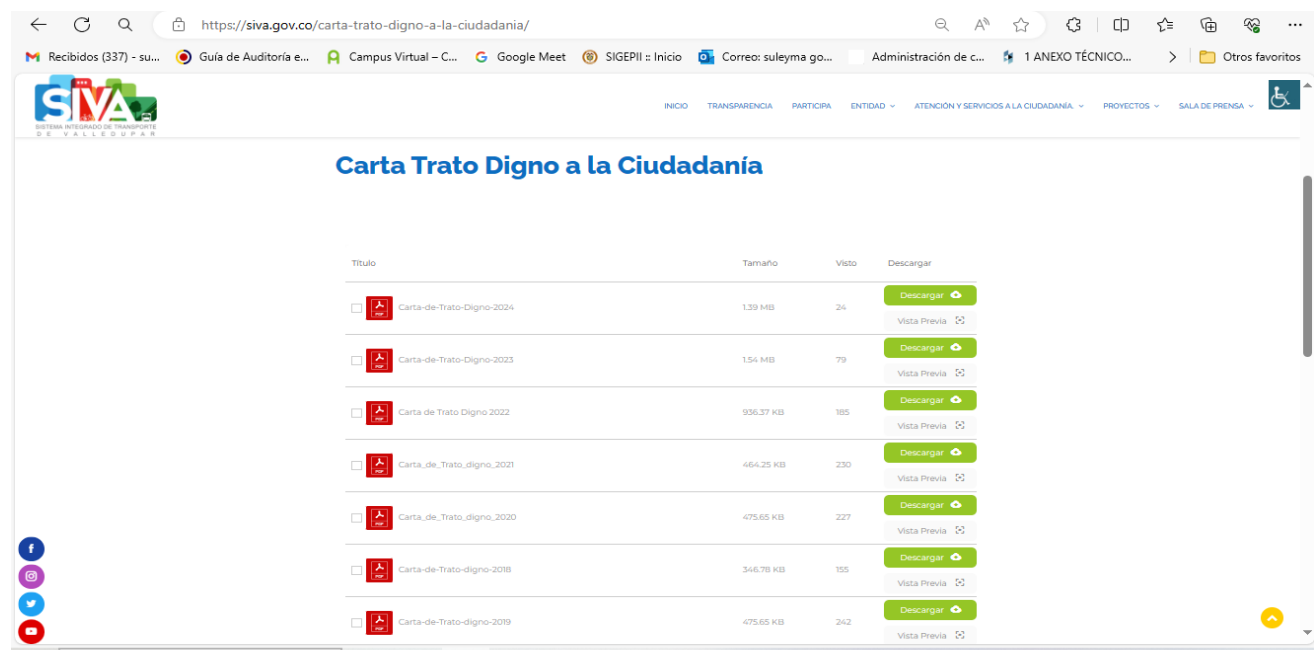 https://siva.gov.co/carta-trato-digno-a-la-ciudadania/
Recibidos (337) - su... Guía de Auditoría e... Campus Virtual – C... Google Meet SIGEPII :: Inicio Correo: suleyma go... Administración de c... 1 ANEXO TÉCNICO... Otros favoritos
SIVA
SISTEMA INTEGRADO DE TRANSPORTE
DE VALLEDUPAR
INICIO TRANSPARENCIA PARTICIPA ENTIDAD ATENCIÓN Y SERVICIOS A LA CIUDADANÍA. PROYECTOS SALA DE PRENSA
Carta Trato Digno a la Ciudadanía
Título Tamaño Visto Descargar
PDF Carta-de-Trato-Digno-2024 1.39 MB 24 Descargar
Vista Previa
PDF Carta-de-Trato-Digno-2023 1.54 MB 79 Descargar
Vista Previa
PDF Carta de Trato Digno 2022 936.37 KB 185 Descargar
Vista Previa
PDF Carta_de_Trato_digno_2021 464.25 KB 230 Descargar
Vista Previa
PDF Carta_de_Trato_digno_2020 475.65 KB 227 Descargar
Vista Previa
PDF Carta-de-Trato-digno-2018 346.78 KB 155 Descargar
Vista Previa
PDF Carta-de-Trato-digno-2019 475.65 KB 242 Descargar
Vista Previa